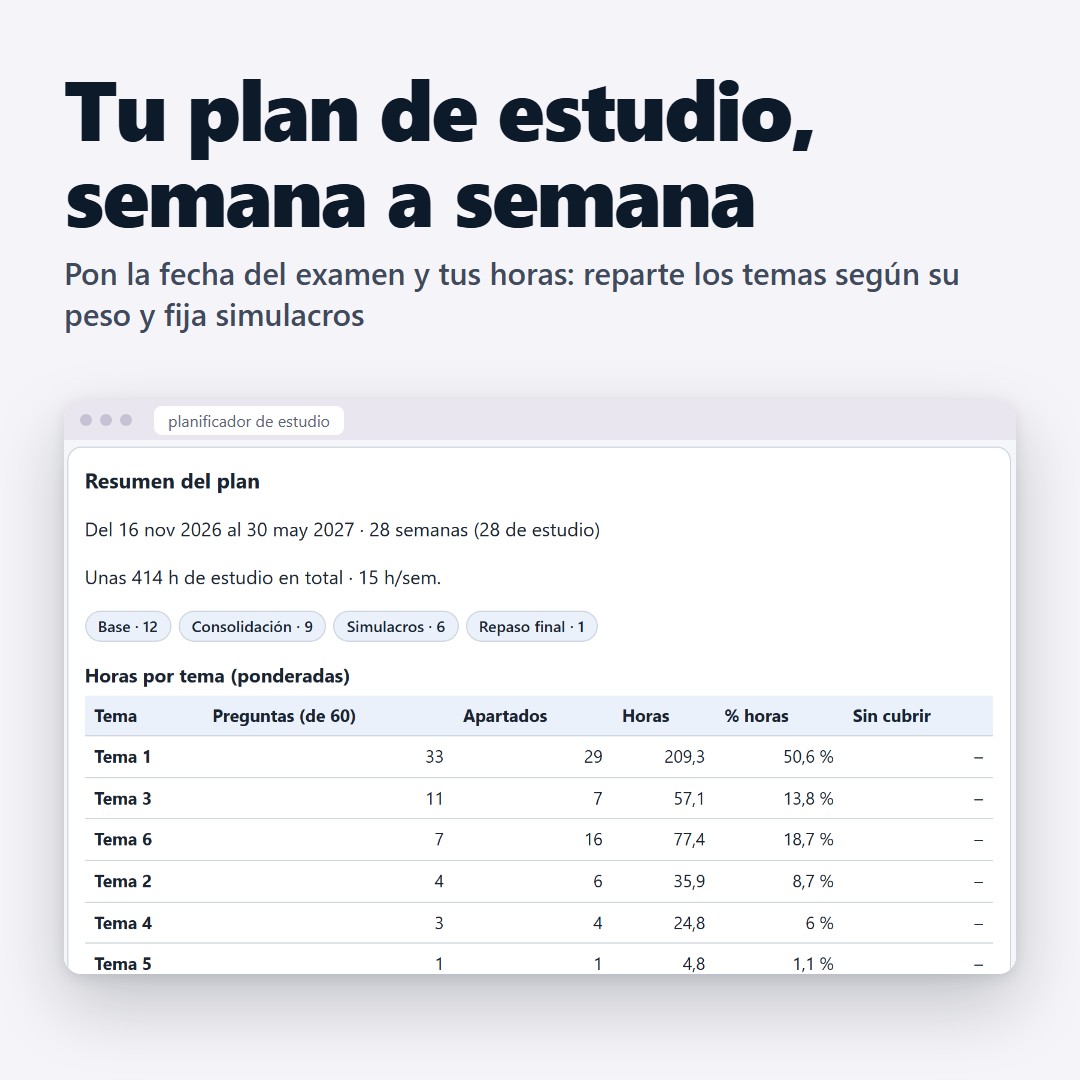 Tu plan de estudio,
semana a semana
Pon la fecha del examen y tus horas: reparte los temas según su
peso y fija simulacros
planificador de estudio
Resumen del plan
Del 16 nov 2026 al 30 may 2027 · 28 semanas (28 de estudio)
Unas 414 h de estudio en total · 15 h/sem.
Base · 12 Consolidación · 9 Simulacros · 6 Repaso final · 1
Horas por tema (ponderadas)
Tema Preguntas (de 60) Apartados Horas % horas Sin cubrir
Tema 1 33 29 209,3 50,6 % –
Tema 3 11 7 57,1 13,8 % –
Tema 6 7 16 77,4 18,7 % –
Tema 2 4 6 35,9 8,7 % –
Tema 4 3 4 24,8 6 % –
Tema 5 1 1 4,8 1,1 % –